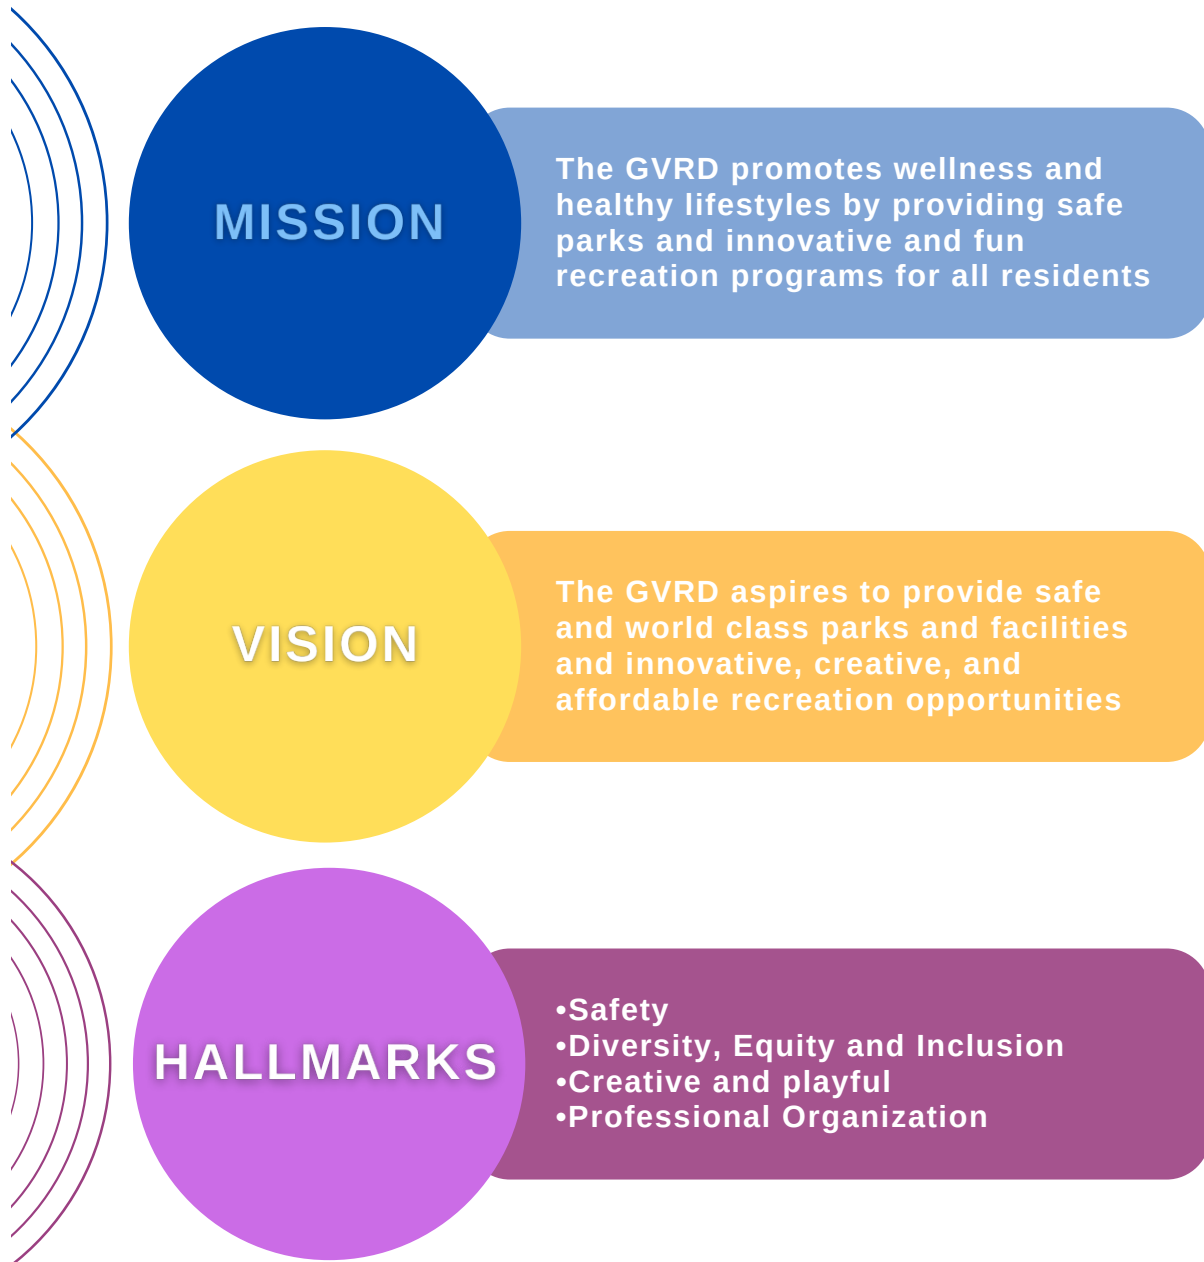 MISSION
The GVRD promotes wellness and
healthy lifestyles by providing safe
parks and innovative and fun
recreation programs for all residents
VISION
The GVRD aspires to provide safe
and world class parks and facilities
and innovative, creative, and
affordable recreation opportunities
HALLMARKS
•Safety
•Diversity, Equity and Inclusion
•Creative and playful
•Professional Organization